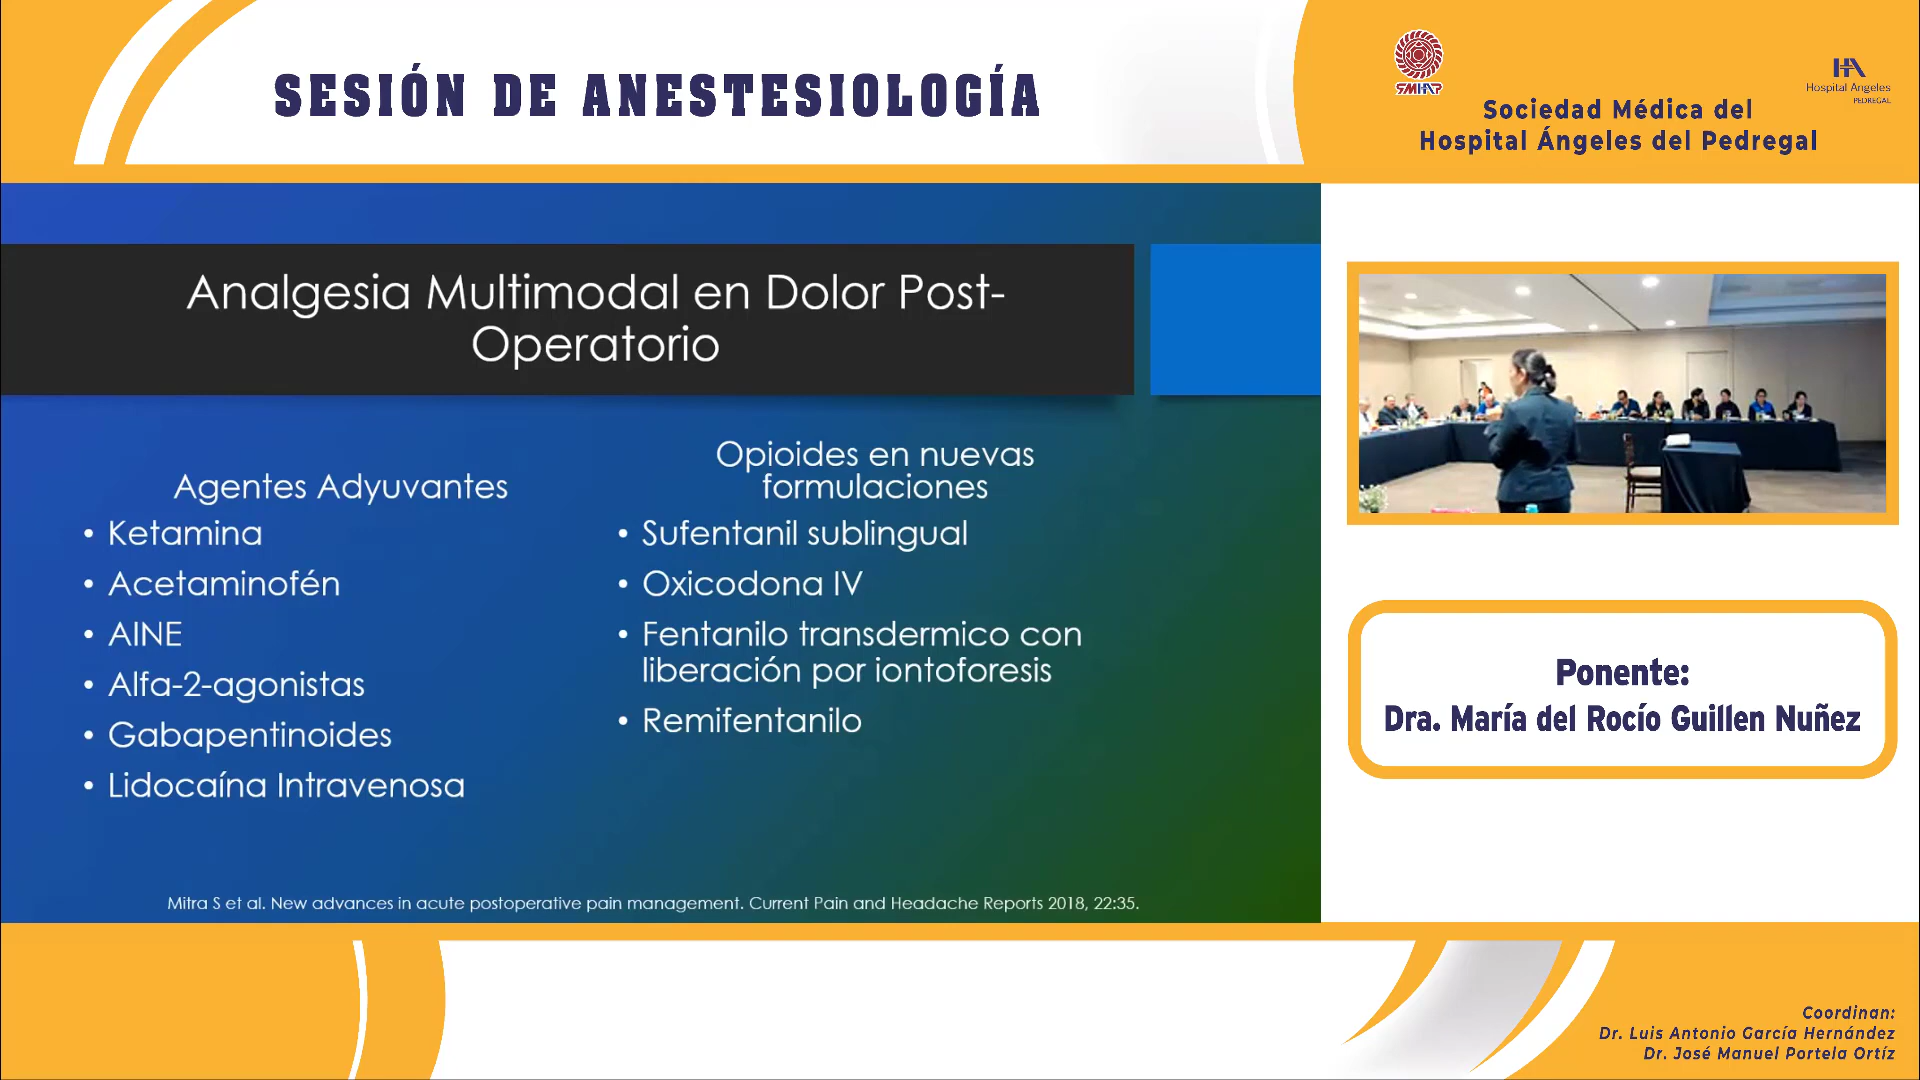 SESIÓN DE ANESTESIOLOGÍA
SMHAP
HA
Hospital Angeles
PEDREGAL
Sociedad Médica del
Hospital Ángeles del Pedregal
Analgesia Multimodal en Dolor Post-
Operatorio
Agentes Adyuvantes
• Ketamina
• Acetaminofén
• AINE
• Alfa-2-agonistas
• Gabapentinoides
• Lidocaína Intravenosa
Opioides en nuevas
formulaciones
• Sufentanil sublingual
• Oxicodona IV
• Fentanilo transdermico con
liberación por iontoforesis
• Remifentanilo
Mitra S et al. New advances in acute postoperative pain management. Current Pain and Headache Reports 2018, 22:35.
Ponente:
Dra. María del Rocío Guillen Nuñez
Coordinan:
Dr. Luis Antonio García Hernández
Dr. José Manuel Portela Ortíz